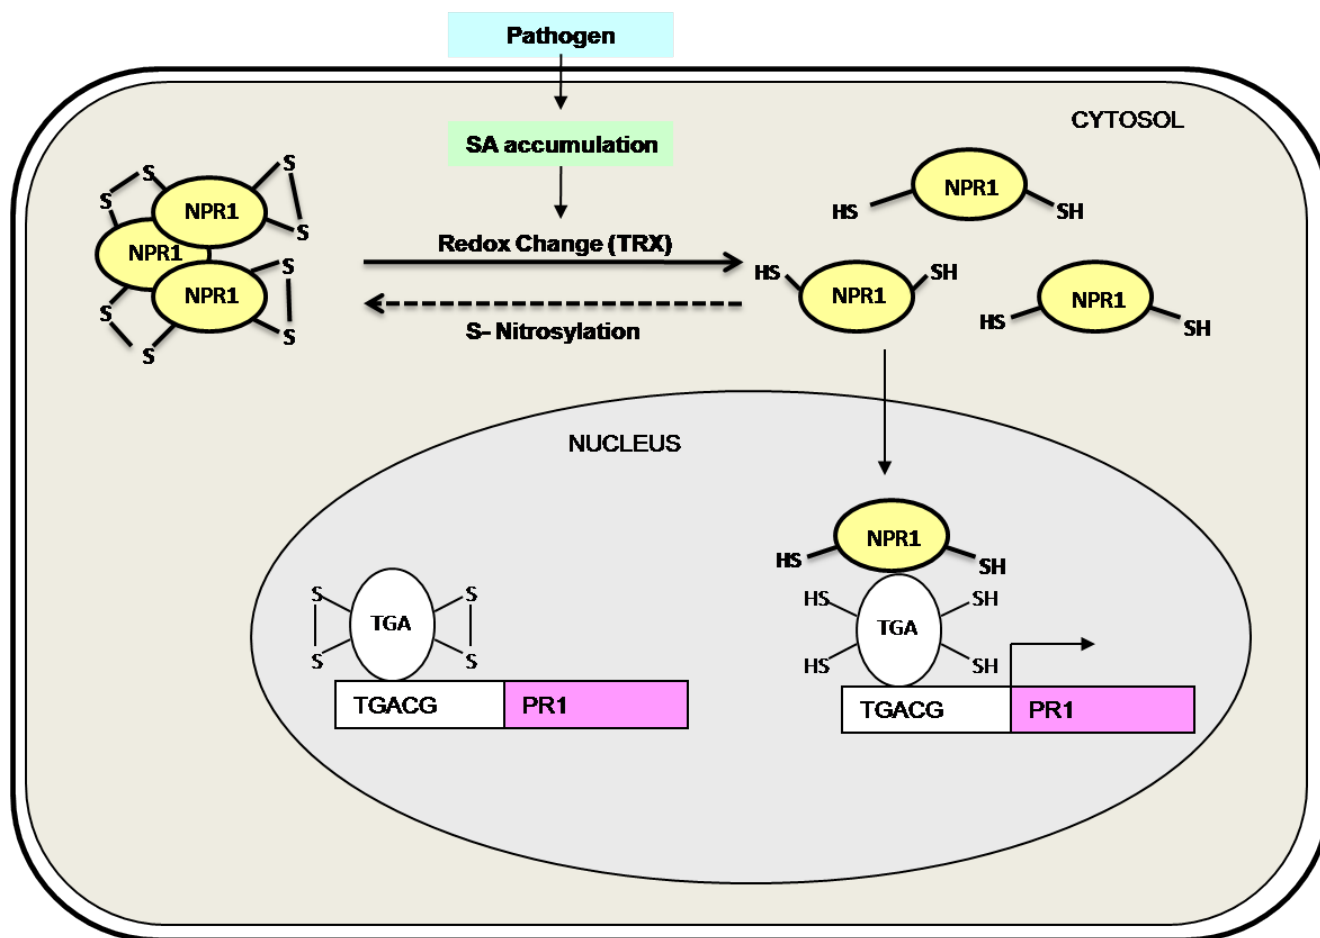 Pathogen
CYTOSOL
SA accumulation
S
S
S
S
NPR1
NPR1
HS
SH
NPR1
Redox Change (TRX)
S
S
S
S
NPR1
HS
SH
NPR1
NPR1
HS
SH
S- Nitrosylation
NUCLEUS
NPR1
HS
SH
S
S
TGA
S
S
HS
SH
TGA
HS
SH
TGACG
PR1
TGACG
PR1